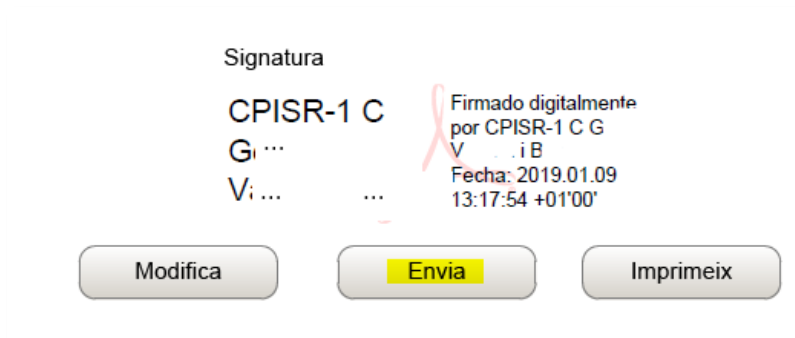 Signatura
CPISR-1 C
G ...
V ... ...
Firmado digitalmente
por CPISR-1 C G
V . i B
Fecha: 2019.01.09
13:17:54 +01'00'
Modifica
Envia
Imprimeix